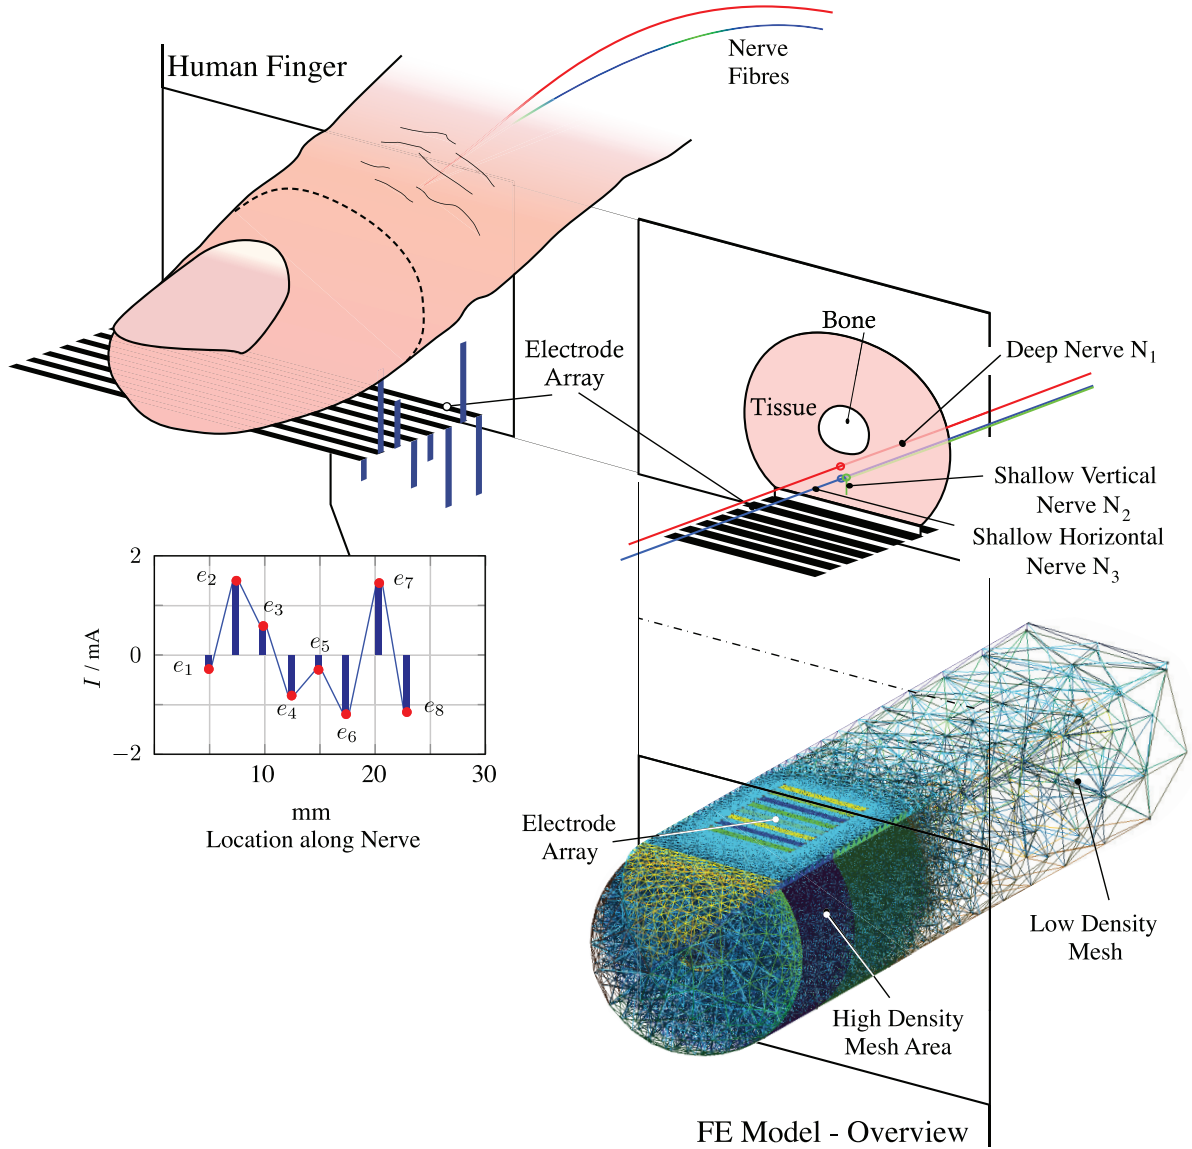 Human Finger
Nerve
Fibres
Electrode
Array
Bone
Tissue
Deep Nerve N1
Shallow Vertical
Nerve N2
Shallow Horizontal
Nerve N3
2
0
−2
I / mA
e1
e2
e3
e4
e5
e6
e7
e8
10 20 30
mm
Location along Nerve
Electrode
Array
Low Density
Mesh
High Density
Mesh Area
FE Model - Overview